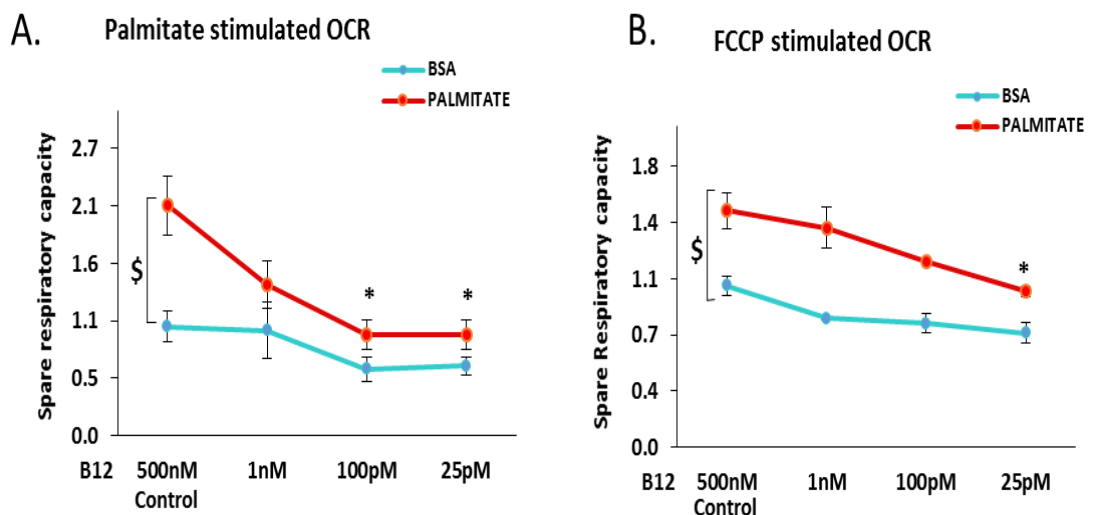 A.
Palmitate stimulated OCR
BSA
PALMITATE
Spare respiratory capacity
2.7
2.1
1.6
1.1
0.5
0.0
$
*
*
B12
500nM
Control
1nM
100pM
25pM
B.
FCCP stimulated OCR
BSA
PALMITATE
Spare Respiratory capacity
1.8
1.4
1.1
0.7
0.4
0.0
$
*
B12
500nM
Control
1nM
100pM
25pM